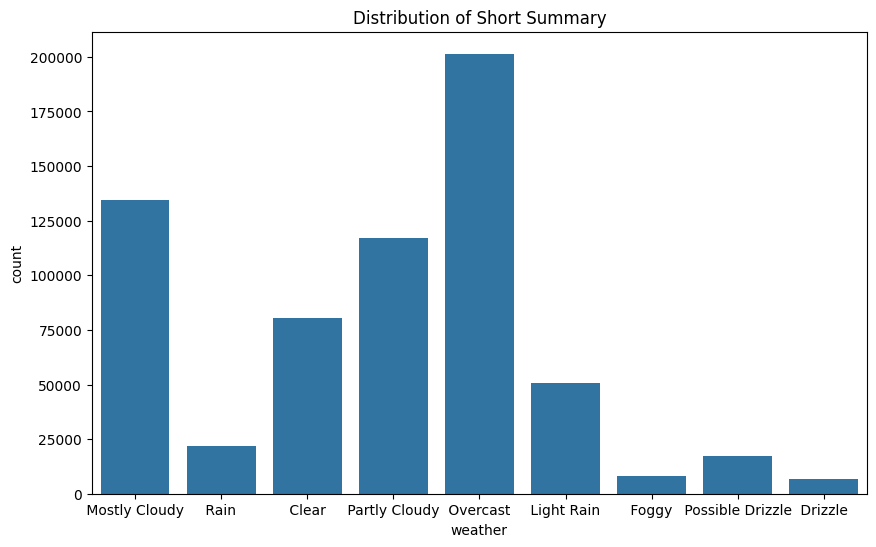 Distribution of Short Summary
200000
175000
150000
125000
100000
75000
50000
25000
0
count
Mostly Cloudy Rain Clear Partly Cloudy Overcast Light Rain Foggy Possible Drizzle Drizzle
weather